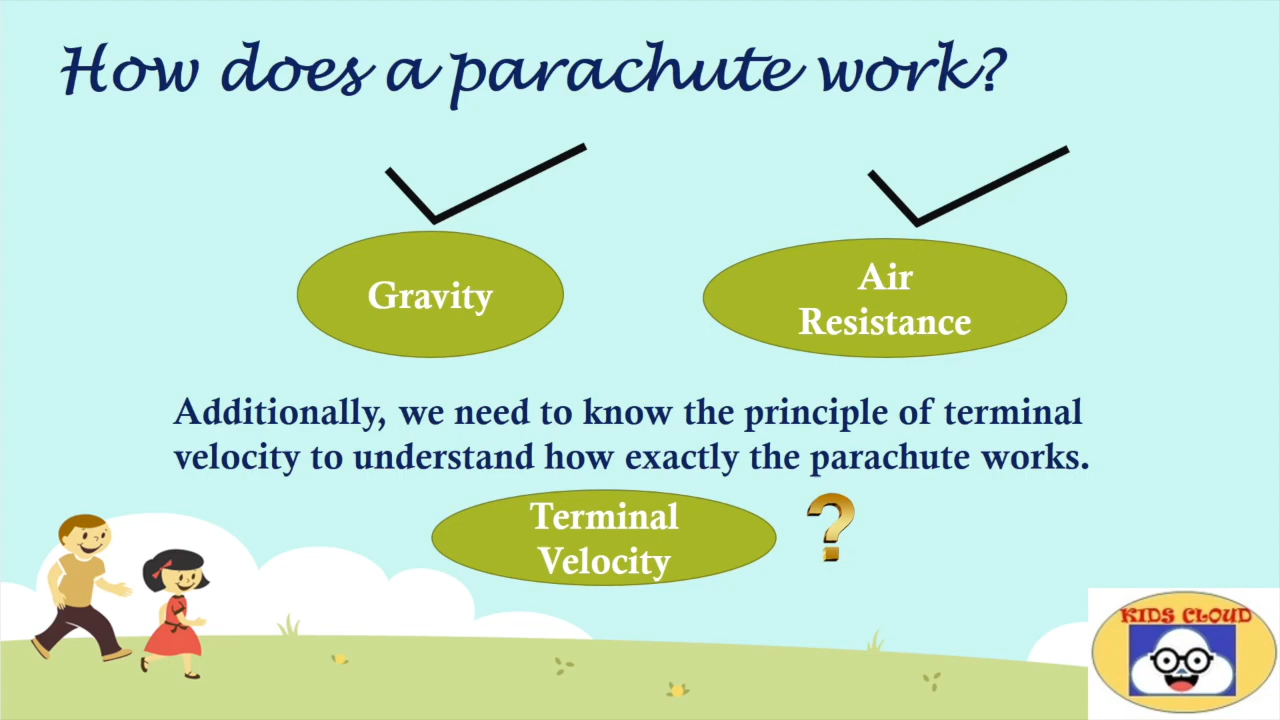 How does a parachute work?
Gravity
Air
Resistance
Additionally, we need to know the principle of terminal
velocity to understand how exactly the parachute works.
Terminal
Velocity
?
KIDS CLOUD